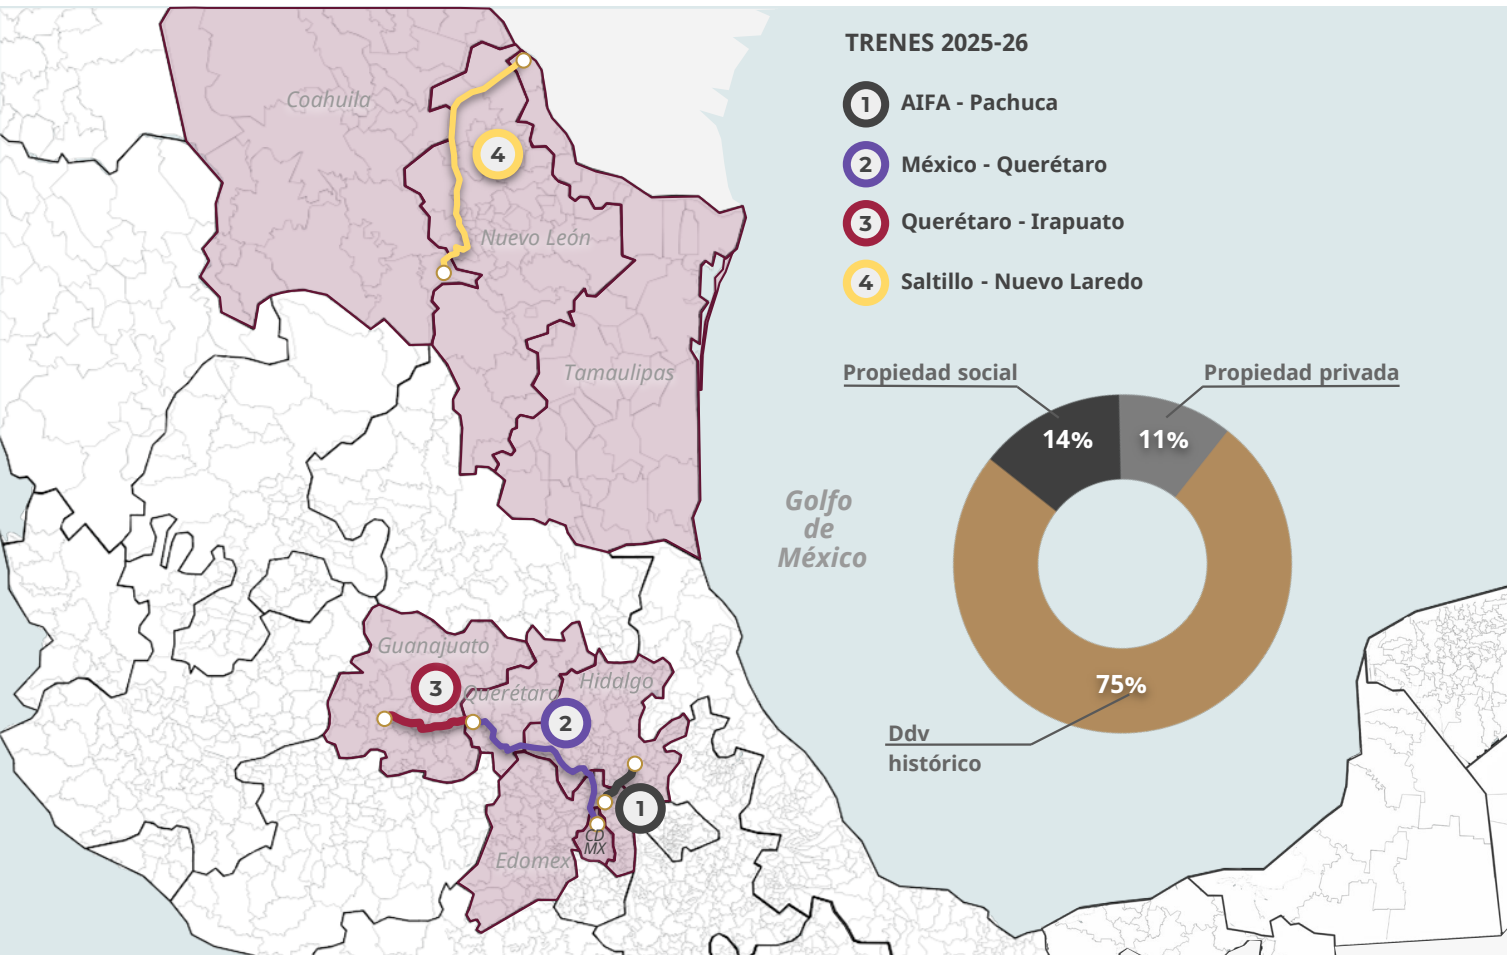 TRENES 2025-26
1 AIFA - Pachuca
2 México - Querétaro
3 Querétaro - Irapuato
4 Saltillo - Nuevo Laredo
Coahuila
4
Nuevo León
Tamaulipas
Golfo
de
México
Guanajuato
3
Querétaro
Hidalgo
2
1
CD
MX
Edomex
Propiedad social
Propiedad privada
14%
11%
75%
Ddv
histórico